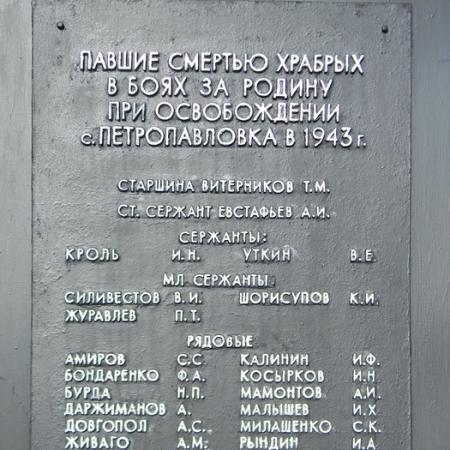 ПАВШИЕ СМЕРТЬЮ ХРАБРЫХ
В БОЯХ ЗА РОДИНУ
ПРИ ОСВОБОЖДЕНИИ
с. ПЕТРОПАВЛОВКА В 1943 г.
СТАРШИНА ВИТЕРНИКОВ Т.М.
СТ. СЕРЖАНТ ЕВСТАФЬЕВ А.И.
СЕРЖАНТЫ:
КРОЛЬ И.Н. УТКИН В.Е.
МЛ. СЕРЖАНТЫ
СИЛИВЕСТОВ В.И. ШОРИСУПОВ К.И.
ЖУРАВЛЕВ П.Т.
РЯДОВЫЕ
АМИРОВ С.С КАЛИНИН И.Ф.
БОНДАРЕНКО Ф.А. КОСЫРКОВ И.Н
БУРДА Н.П. МАМОНТОВ А.И.
ДАРЖИМАНОВ А. МАЛЫШЕВ И.Х
ДОВГОПОЛ А.С. МИЛАШЕНКО С.К.
ЖИВАГО А.М. РЫНДИН И.А